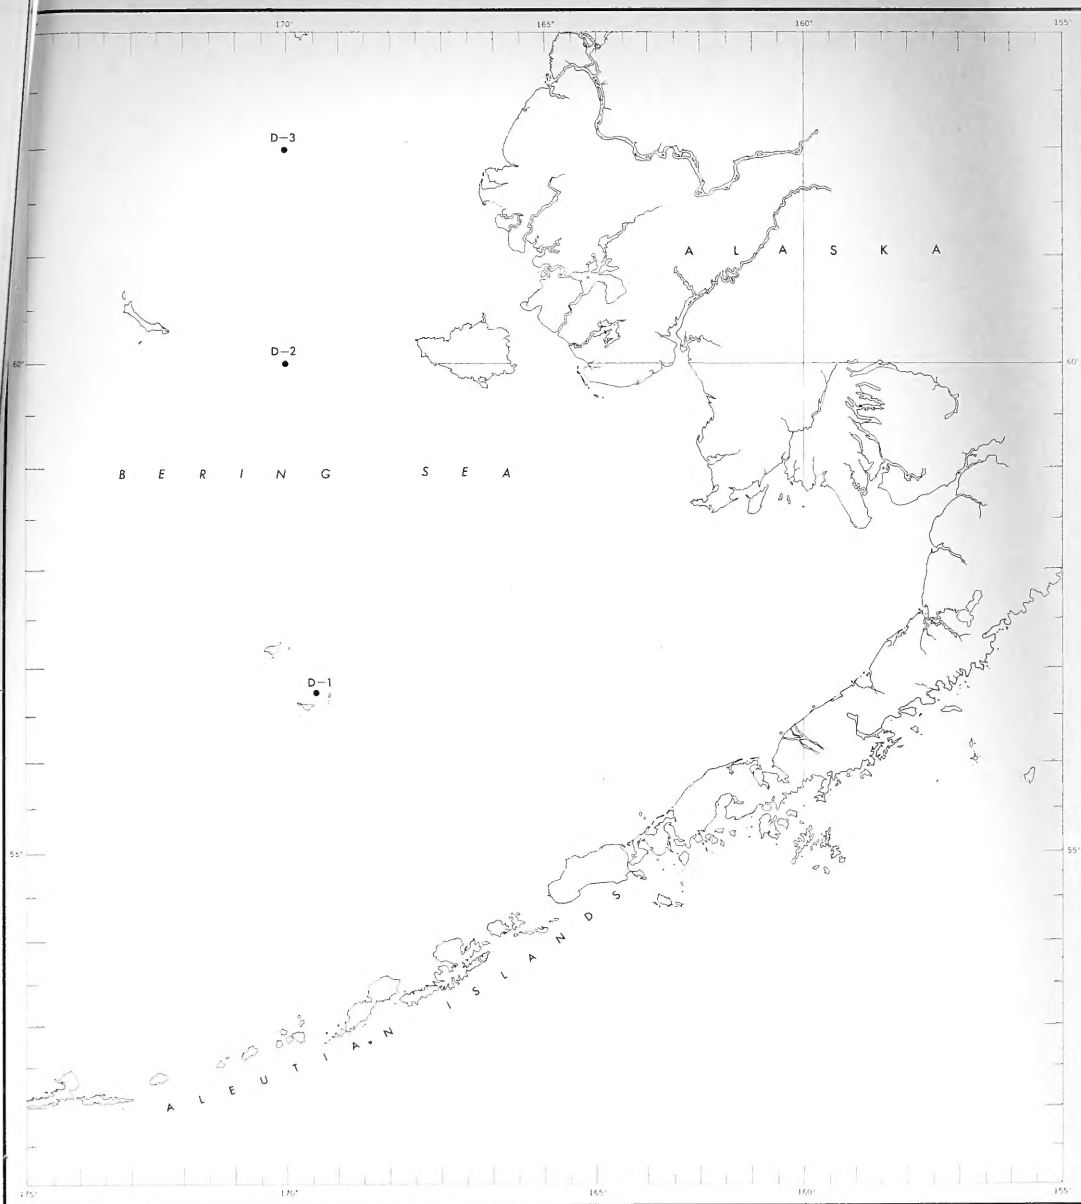 170° 165° 160° 155°
D—3
A L A S K A
D—2
60° 60°
B E R I N G S E A
D—1
55° 55°
A L E U T I A N I S L A N D S
175° 170° 165° 160° 155°